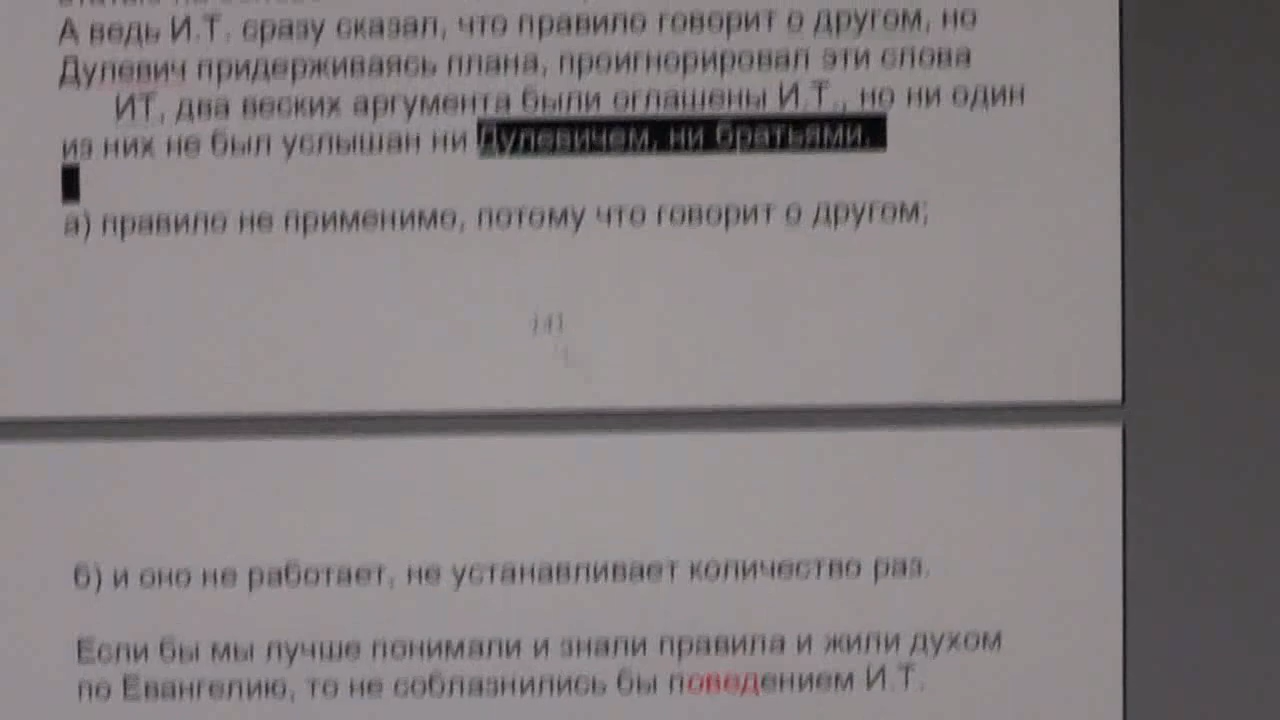 А ведь И.Т. сразу сказал, что правило говорит о другом, но
Дулевич придерживаясь плана, проигнорировал эти слова
ИТ, два веских аргумента были оглашены И.Т., но ни один
из них не был услышан ни Дулевичем, ни братьями.
а) правило не применимо, потому что говорит о другом;
б) и оно не работает, не устанавливает количество раз.
Если бы мы лучше понимали и знали правила и жили духом
по Евангелию, то не соблазнились бы поведением И.Т.